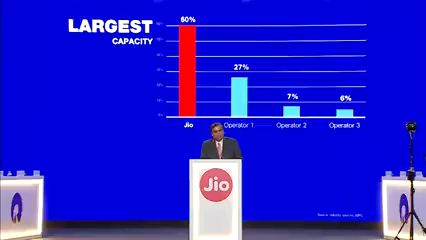 LARGEST
CAPACITY
60%
27%
7%
6%
Jio
Operator 1
Operator 2
Operator 3
Jio